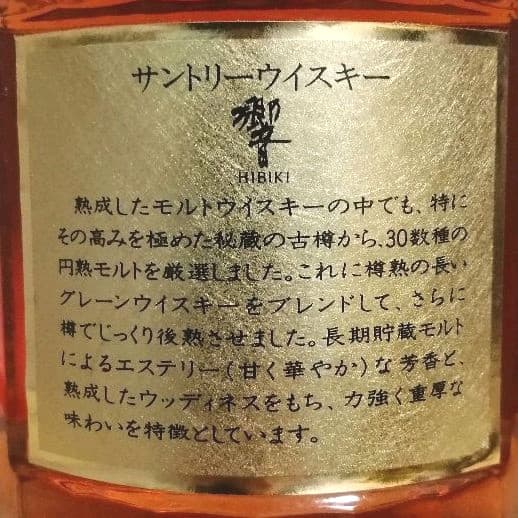 サントリーウイスキー
響
HIBIKI
熟成したモルトウイスキーの中でも、特に
その高みを極めた秘蔵の古樽から、30数種の
円熟モルトを厳選しました。これに樽熟の長い
グレーンウイスキーをブレンドして、さらに
樽でじっくり後熟させました。長期貯蔵モルト
によるエステリー(甘く華やか)な芳香と、
熟成したウッディネスをもち、力強く重厚な
味わいを特徴としています。